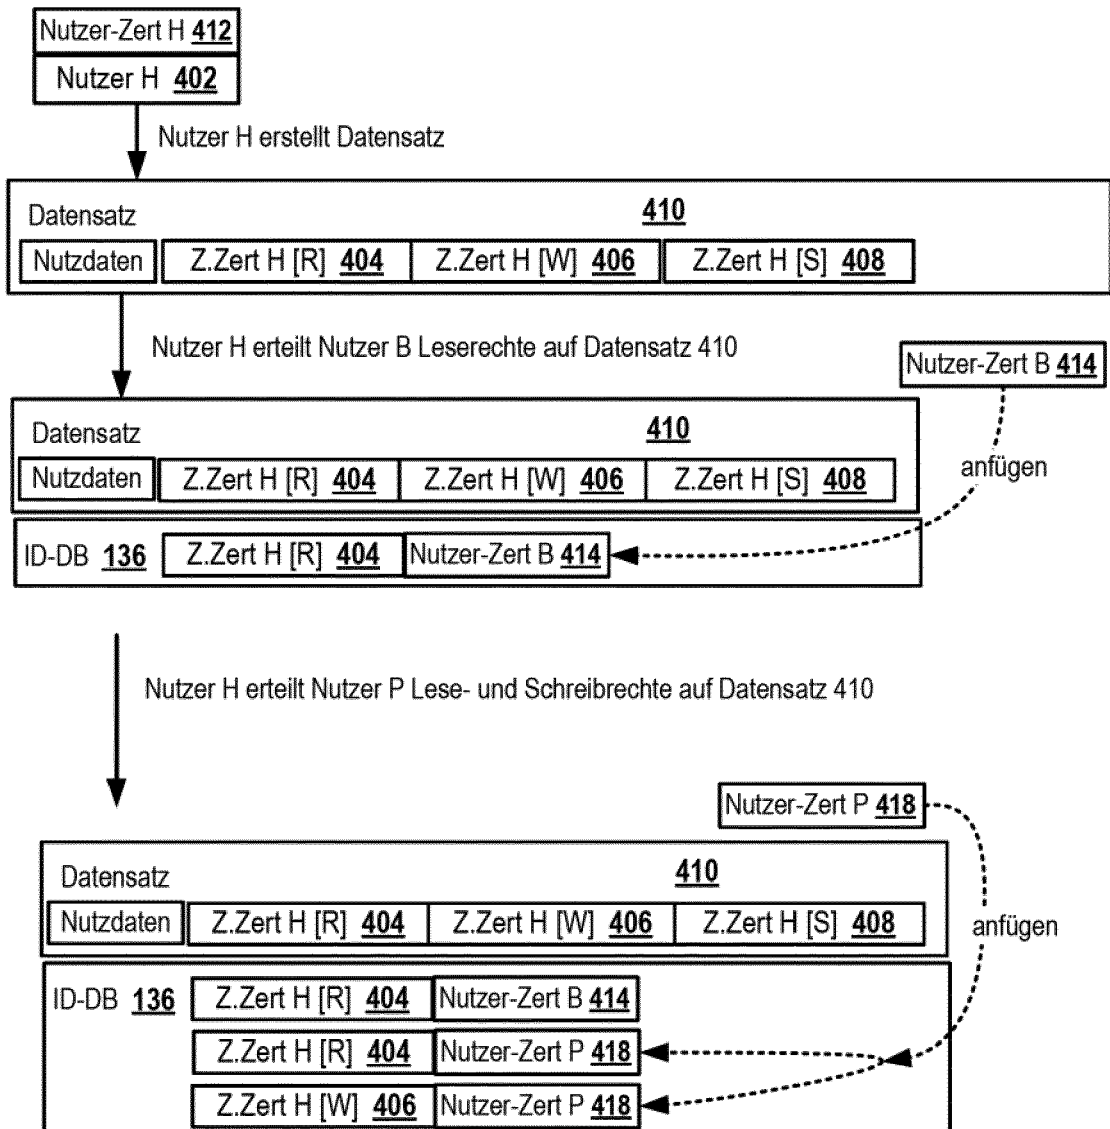 Nutzer-Zert H 412
Nutzer H 402
Nutzer H erstellt Datensatz
Datensatz 410
Nutzdaten Z.Zert H [R] 404 Z.Zert H [W] 406 Z.Zert H [S] 408
Nutzer H erteilt Nutzer B Leserechte auf Datensatz 410
Nutzer-Zert B 414
Datensatz 410
anfügen
Nutzdaten Z.Zert H [R] 404 Z.Zert H [W] 406 Z.Zert H [S] 408
ID-DB 136 Z.Zert H [R] 404 Nutzer-Zert B 414
Nutzer H erteilt Nutzer P Lese- und Schreibrechte auf Datensatz 410
Nutzer-Zert P 418
Datensatz 410
Nutzdaten Z.Zert H [R] 404 Z.Zert H [W] 406 Z.Zert H [S] 408
anfügen
ID-DB 136 Z.Zert H [R] 404 Nutzer-Zert B 414
Z.Zert H [R] 404 Nutzer-Zert P 418
Z.Zert H [W] 406 Nutzer-Zert P 418